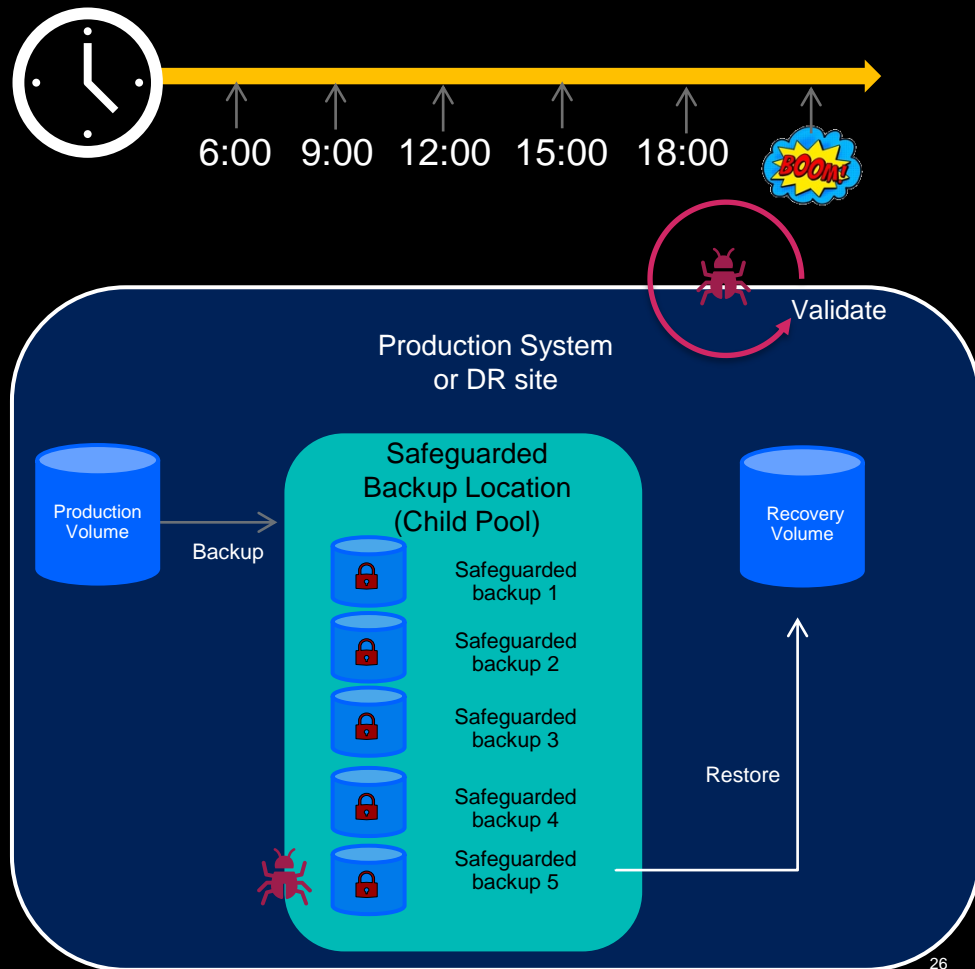 6:00 9:00 12:00 15:00 18:00
BOOM!
Validate
Production System
or DR site
Safeguarded
Backup Location
(Child Pool)
Production
Volume
Backup
Recovery
Volume
Safeguarded
backup 1
Safeguarded
backup 2
Safeguarded
backup 3
Safeguarded
backup 4
Safeguarded
backup 5
Restore
26